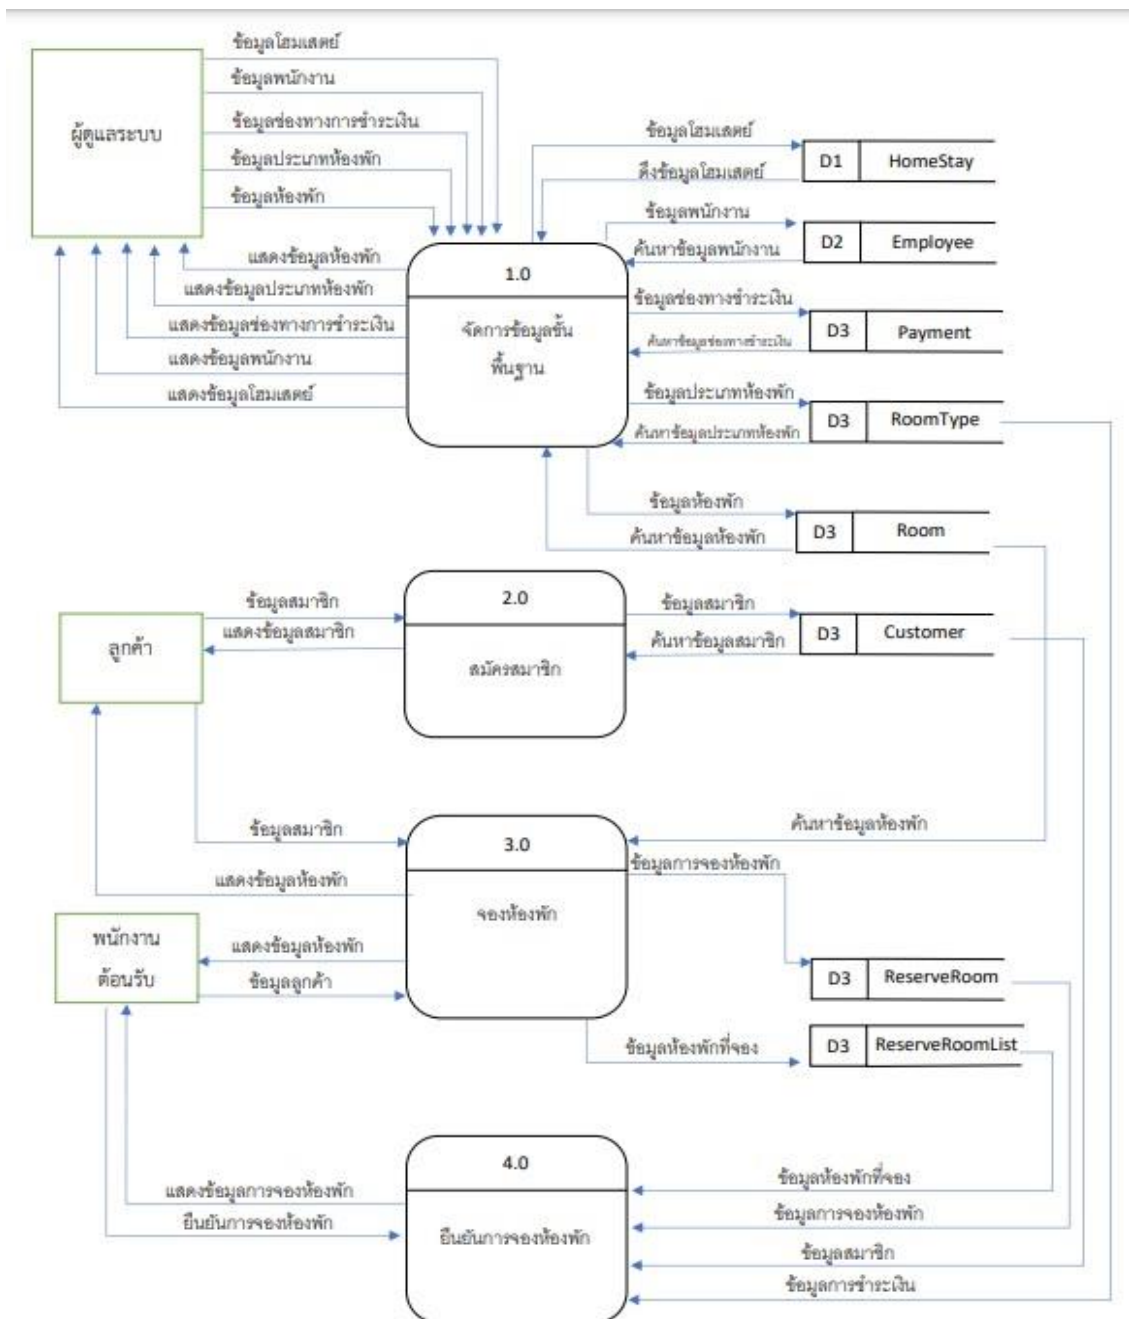 ข้อมูลโฮมเสตย์
ข้อมูลพนักงาน
ผู้ดูแลระบบ
ข้อมูลช่องทางการชำระเงิน
ข้อมูลประเภทห้องพัก
ข้อมูลห้องพัก
ข้อมูลโฮมเสตย์
D1 HomeStay
ดึงข้อมูลโฮมเสตย์
ข้อมูลพนักงาน
D2 Employee
ค้นหาข้อมูลพนักงาน
แสดงข้อมูลห้องพัก
แสดงข้อมูลประเภทห้องพัก
แสดงข้อมูลช่องทางการชำระเงิน
แสดงข้อมูลพนักงาน
แสดงข้อมูลโฮมเสตย์
1.0
จัดการข้อมูลขั้น
พื้นฐาน
ข้อมูลช่องทางชำระเงิน
D3 Payment
ค้นหาข้อมูลช่องทางชำระเงิน
ข้อมูลประเภทห้องพัก
D3 RoomType
ค้นหาข้อมูลประเภทห้องพัก
ข้อมูลห้องพัก
D3 Room
ค้นหาข้อมูลห้องพัก
ลูกค้า
ข้อมูลสมาชิก
แสดงข้อมูลสมาชิก
2.0
สมัครสมาชิก
ข้อมูลสมาชิก
D3 Customer
ค้นหาข้อมูลสมาชิก
ข้อมูลสมาชิก
แสดงข้อมูลห้องพัก
3.0
จองห้องพัก
ค้นหาข้อมูลห้องพัก
ข้อมูลการจองห้องพัก
พนักงาน
ต้อนรับ
แสดงข้อมูลห้องพัก
ข้อมูลลูกค้า
D3 ReserveRoom
ข้อมูลห้องพักที่จอง
D3 ReserveRoomList
4.0
ยืนยันการจองห้องพัก
แสดงข้อมูลการจองห้องพัก
ยืนยันการจองห้องพัก
ข้อมูลห้องพักที่จอง
ข้อมูลการจองห้องพัก
ข้อมูลสมาชิก
ข้อมูลการชำระเงิน